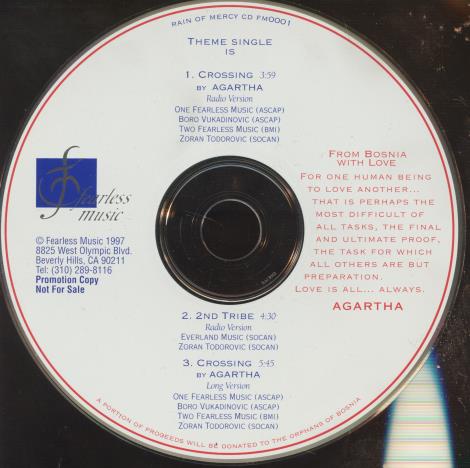 RAIN OF MERCY CD FM0001
THEME SINGLE
IS
1. CROSSING 3:59
BY AGARTHA
Radio Version
ONE FEARLESS MUSIC (ASCAP)
BORO VUKADINOVIC (ASCAP)
TWO FEARLESS MUSIC (BMI)
ZORAN TODOROVIC (SOCAN)
fearless
music
© Fearless Music 1997
8825 West Olympic Blvd.
Beverly Hills, CA 90211
Tel: (310) 289-8116
Promotion Copy
Not For Sale
FROM BOSNIA
WITH LOVE
FOR ONE HUMAN BEING
TO LOVE ANOTHER...
THAT IS PERHAPS THE
MOST DIFFICULT OF
ALL TASKS, THE FINAL
AND ULTIMATE PROOF,
THE TASK FOR WHICH
ALL OTHERS ARE BUT
PREPARATION.
LOVE IS ALL... ALWAYS.
AGARTHA
2. 2ND TRIBE 4:30
Radio Version
EVERLAND MUSIC (SOCAN)
ZORAN TODOROVIC (SOCAN)
3. CROSSING 5:45
BY AGARTHA
Long Version
ONE FEARLESS MUSIC (ASCAP)
BORO VUKADINOVIC (ASCAP)
TWO FEARLESS MUSIC (BMI)
ZORAN TODOROVIC (SOCAN)
A PORTION OF PROCEEDS WILL BE DONATED TO THE ORPHANS OF BOSNIA